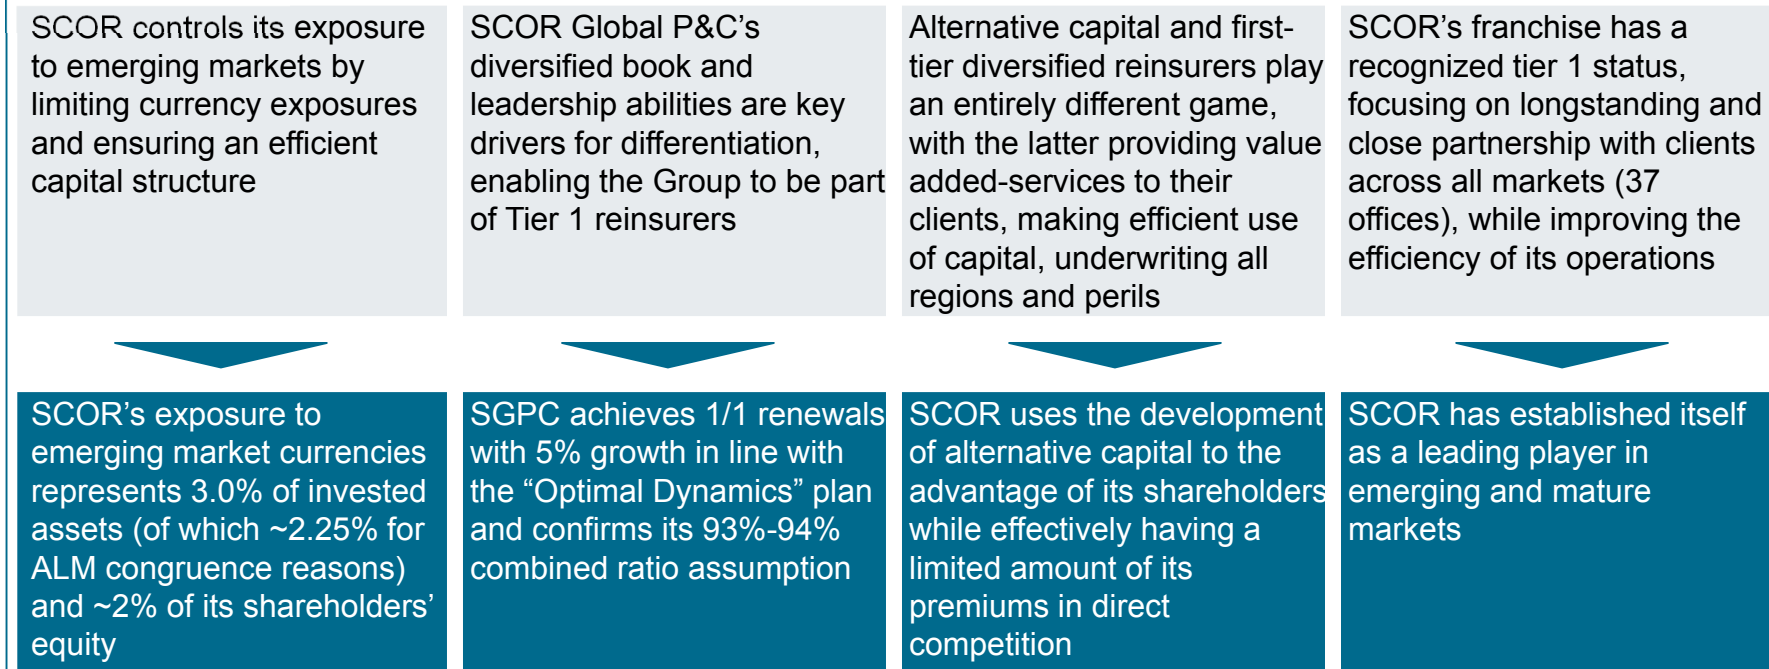 SCOR controls its exposure
to emerging markets by
limiting currency exposures
and ensuring an efficient
capital structure
SCOR Global P&C’s
diversified book and
leadership abilities are key
drivers for differentiation,
enabling the Group to be part
of Tier 1 reinsurers
Alternative capital and first-
tier diversified reinsurers play
an entirely different game,
with the latter providing value
added-services to their
clients, making efficient use
of capital, underwriting all
regions and perils
SCOR’s franchise has a
recognized tier 1 status,
focusing on longstanding and
close partnership with clients
across all markets (37
offices), while improving the
efficiency of its operations
SCOR’s exposure to
emerging market currencies
represents 3.0% of invested
assets (of which ~2.25% for
ALM congruence reasons)
and ~2% of its shareholders’
equity
SGPC achieves 1/1 renewals
with 5% growth in line with
the “Optimal Dynamics” plan
and confirms its 93%-94%
combined ratio assumption
SCOR uses the development
of alternative capital to the
advantage of its shareholders
while effectively having a
limited amount of its
premiums in direct
competition
SCOR has established itself
as a leading player in
emerging and mature
markets